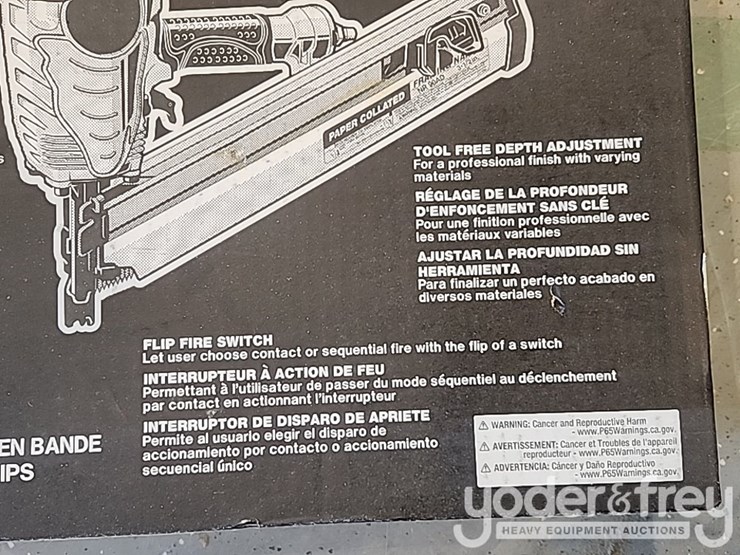 PAPER COLLATED
TOOL FREE DEPTH ADJUSTMENT
For a professional finish with varying
materials
RÉGLAGE DE LA PROFONDEUR
D'ENFONCEMENT SANS CLÉ
Pour une finition professionnelle avec
les matériaux variables
AJUSTAR LA PROFUNDIDAD SIN
HERRAMIENTA
Para finalizar un perfecto acabado en
diversos materiales
FLIP FIRE SWITCH
Let user choose contact or sequential fire with the flip of a switch
INTERRUPTEUR À ACTION DE FEU
Permettant à l'utilisateur de passer du mode séquentiel au déclenchement
par contact en actionnant l'interrupteur
INTERRUPTOR DE DISPARO DE APRIETE
Permite al usuario elegir el disparo de
accionamiento por contacto o accionamiento
secuencial único
EN BANDE
IPS
⚠ WARNING: Cancer and Reproductive Harm
- www.P65Warnings.ca.gov.
⚠ AVERTISSEMENT: Cancer et Troubles de l'appareil
reproducteur - www.P65Warnings.ca.gov.
⚠ ADVERTENCIA: Cáncer y Daño Reproductivo
- www.P65Warnings.ca.gov.
yoder&frey
HEAVY EQUIPMENT AUCTIONS